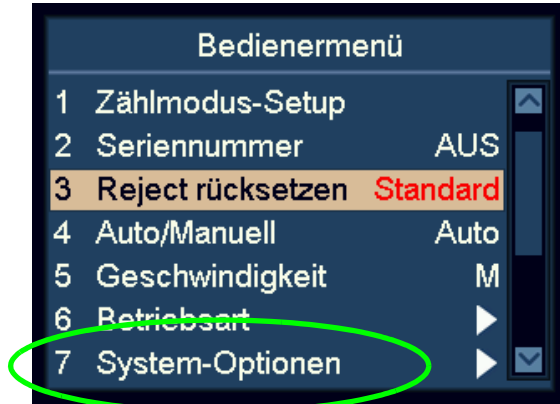 Bedienermenü
1 Zählmodus-Setup
2 Seriennummer AUS
3 Reject rücksetzen Standard
4 Auto/Manuell Auto
5 Geschwindigkeit M
6 Betriebsart
7 System-Optionen